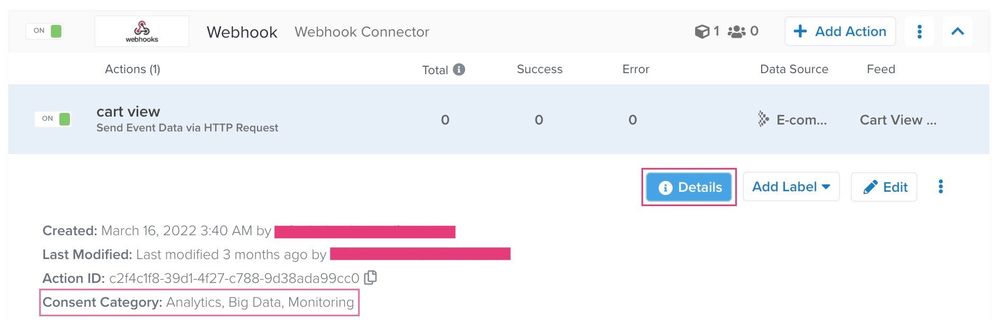 ON webhooks Webhook Webhook Connector 1 0 + Add Action
Actions (1) Total Success Error Data Source Feed
ON cart view 0 0 0 E-com... Cart View ...
Send Event Data via HTTP Request
Details Add Label Edit
Created: March 16, 2022 3:40 AM by
Last Modified: Last modified 3 months ago by
Action ID: c2f4c1f8-39d1-4f27-c788-9d38ada99cc0
Consent Category: Analytics, Big Data, Monitoring